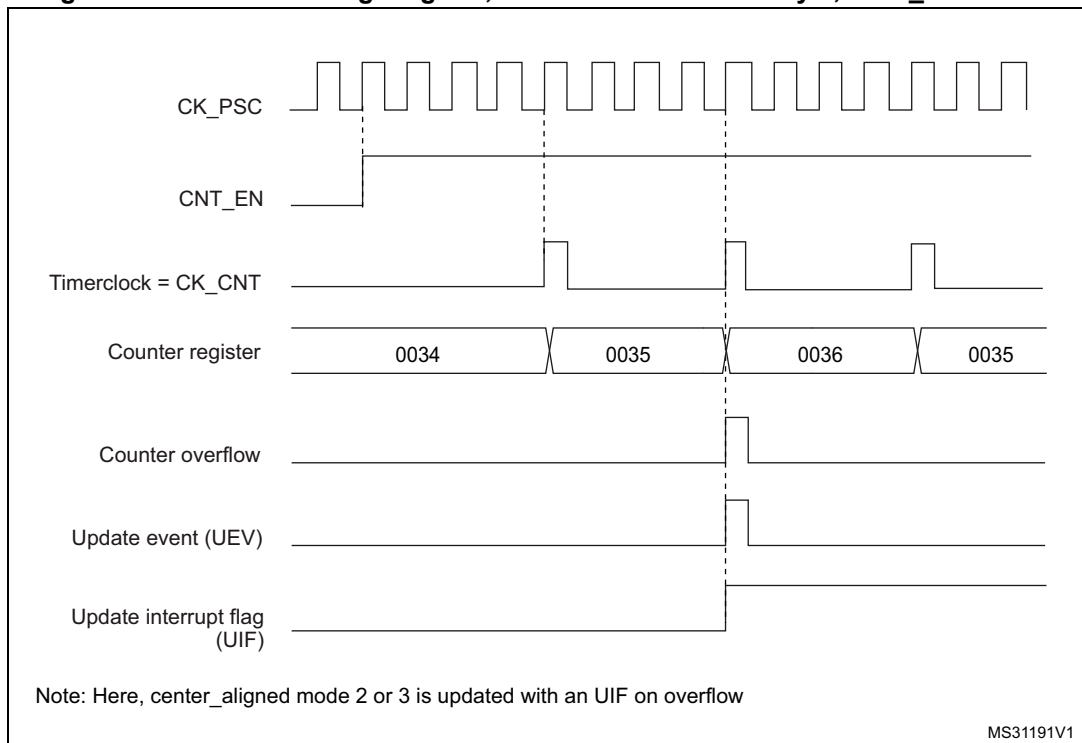 CK_PSC
CNT_EN
Timerclock = CK_CNT
Counter register
0034 0035 0036 0035
Counter overflow
Update event (UEV)
Update interrupt flag
(UIF)
Note: Here, center_aligned mode 2 or 3 is updated with an UIF on overflow
MS31191V1